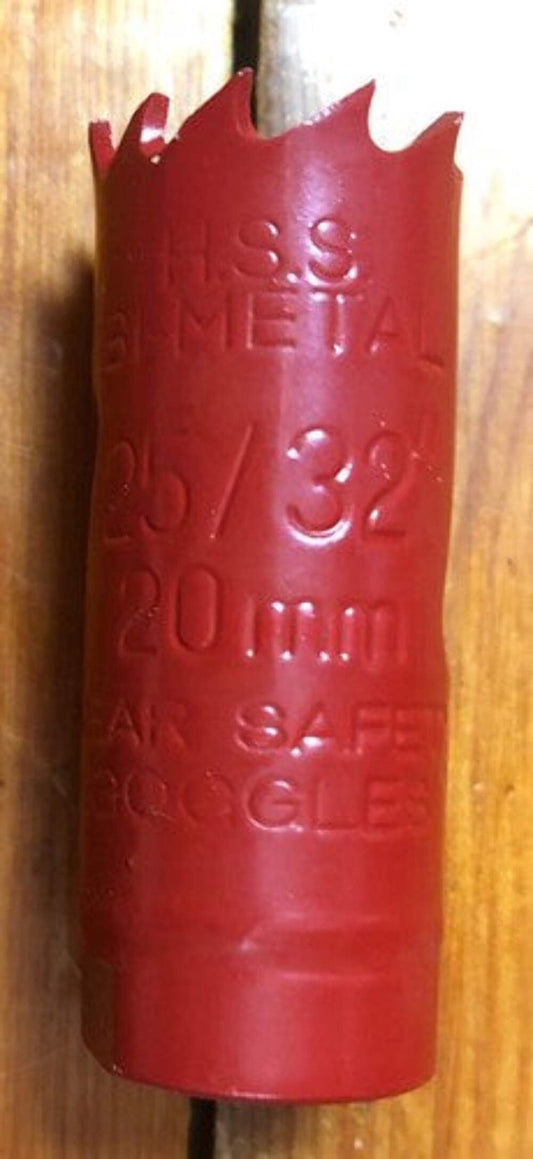 H.S.S.
BI-METAL
25/32"
20mm
EAR SAFET
GOGGLES